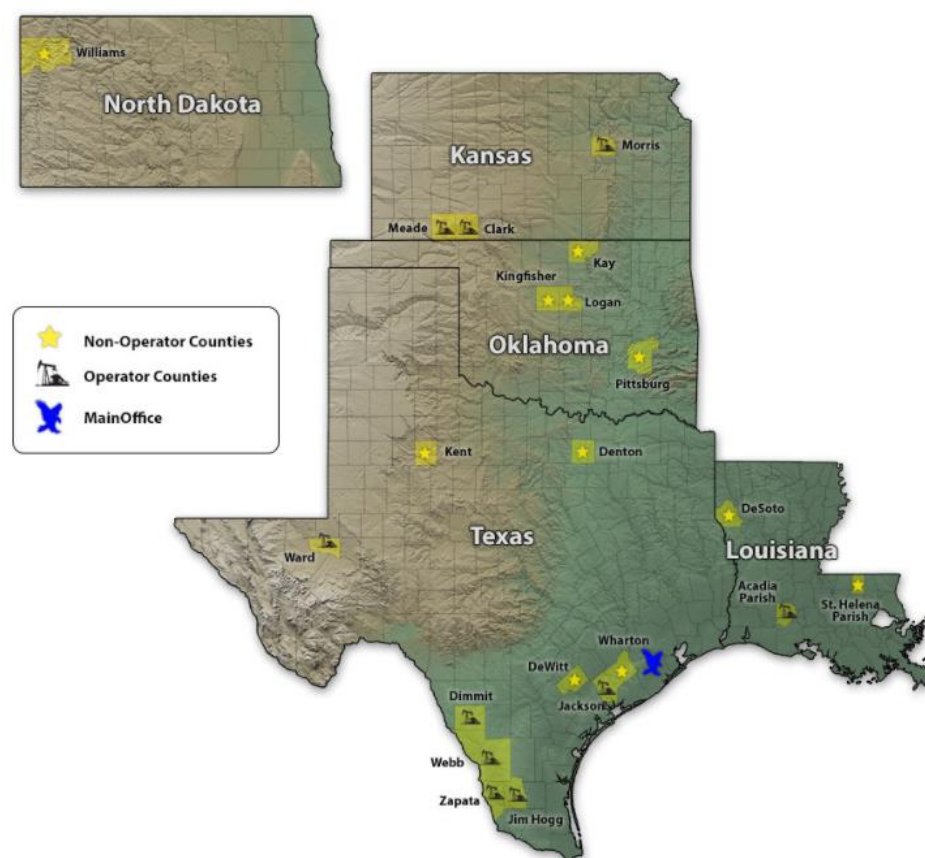 Williams
North Dakota
Kansas
Morris
Meade
Clark
Kay
Kingfisher
Logan
Oklahoma
Pittsburg
Non-Operator Counties
Operator Counties
MainOffice
Kent
Denton
DeSoto
Texas
Louisiana
Ward
Acadia
Parish
St. Helena
Parish
Wharton
DeWitt
Jackson
Dimmit
Webb
Zapata
Jim Hogg